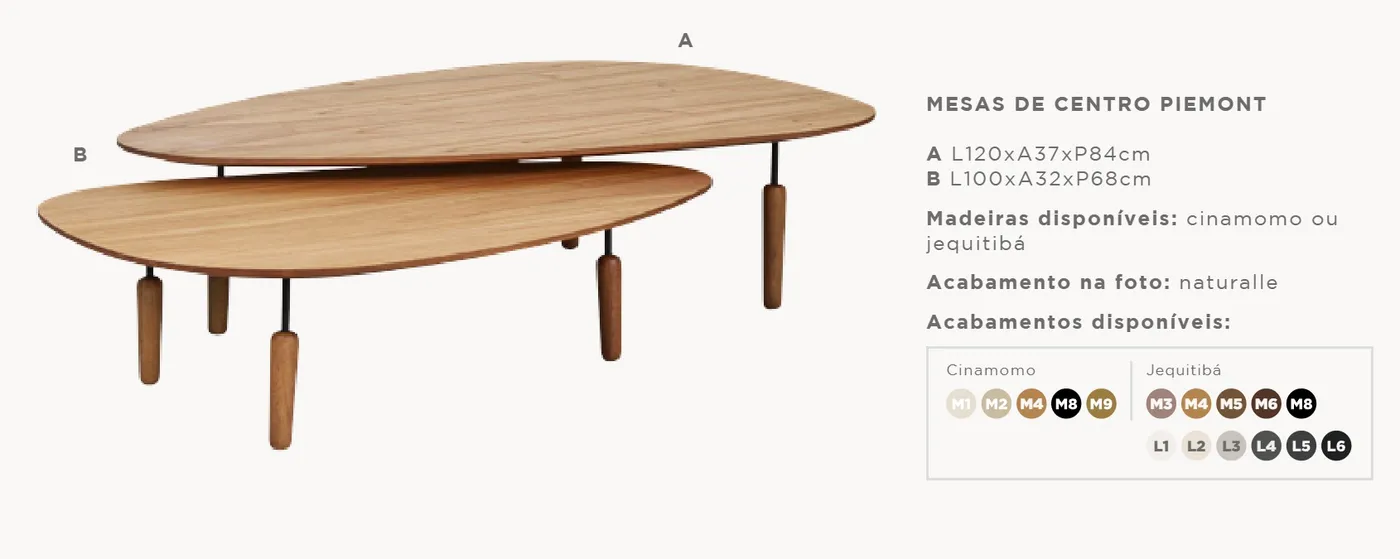 A
B
MESAS DE CENTRO PIEMONT
A L120xA37xP84cm
B L100xA32xP68cm
Madeiras disponíveis: cinamomo ou
jequitibá
Acabamento na foto: naturalle
Acabamentos disponíveis:
Cinamomo
M1 M2 M4 M8 M9
Jequitibá
M3 M4 M5 M6 M8
L1 L2 L3 L4 L5 L6